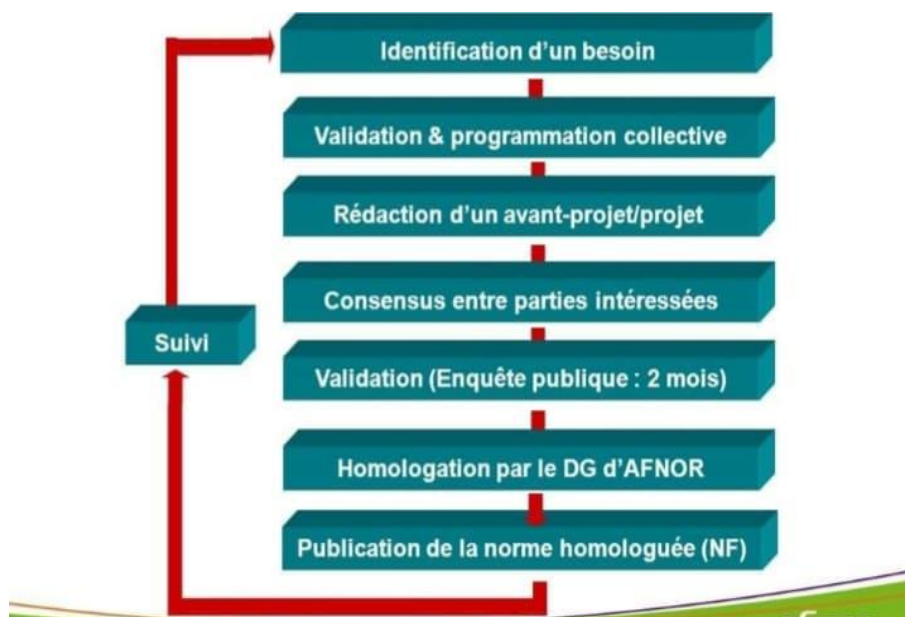 Identification d'un besoin
Validation & programmation collective
Rédaction d'un avant-projet/projet
Consensus entre parties intéressées
Suivi
Validation (Enquête publique : 2 mois)
Homologation par le DG d'AFNOR
Publication de la norme homologuée (NF)